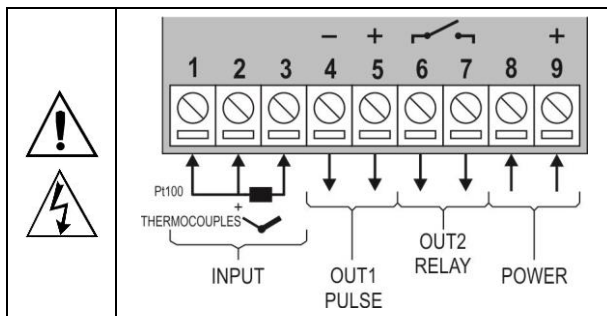 − + +
1 2 3 4 5 6 7 8 9
Pt100
+
THERMOCOUPLES
INPUT
OUT1
PULSE
OUT2
RELAY
POWER